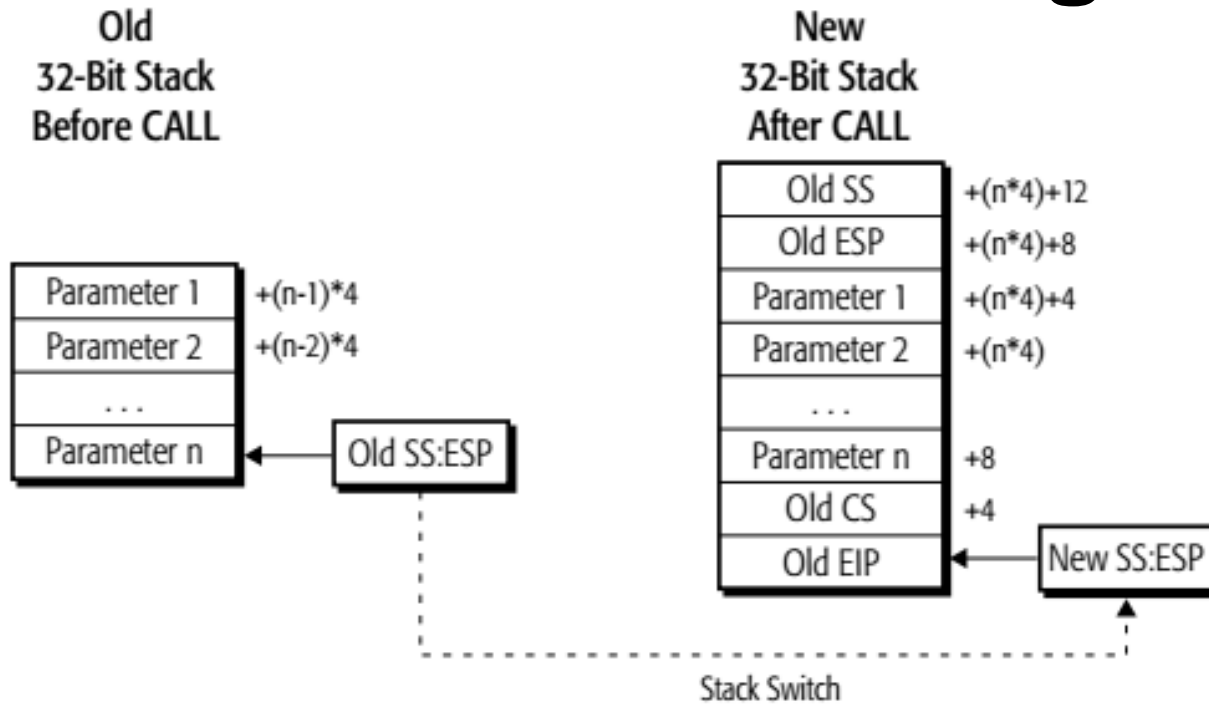 Old
32-Bit Stack
Before CALL
New
32-Bit Stack
After CALL
Parameter 1 +(n-1)*4
Parameter 2 +(n-2)*4
. . .
Parameter n
Old SS:ESP
Old SS +(n*4)+12
Old ESP +(n*4)+8
Parameter 1 +(n*4)+4
Parameter 2 +(n*4)
. . .
Parameter n +8
Old CS +4
Old EIP
New SS:ESP
Stack Switch